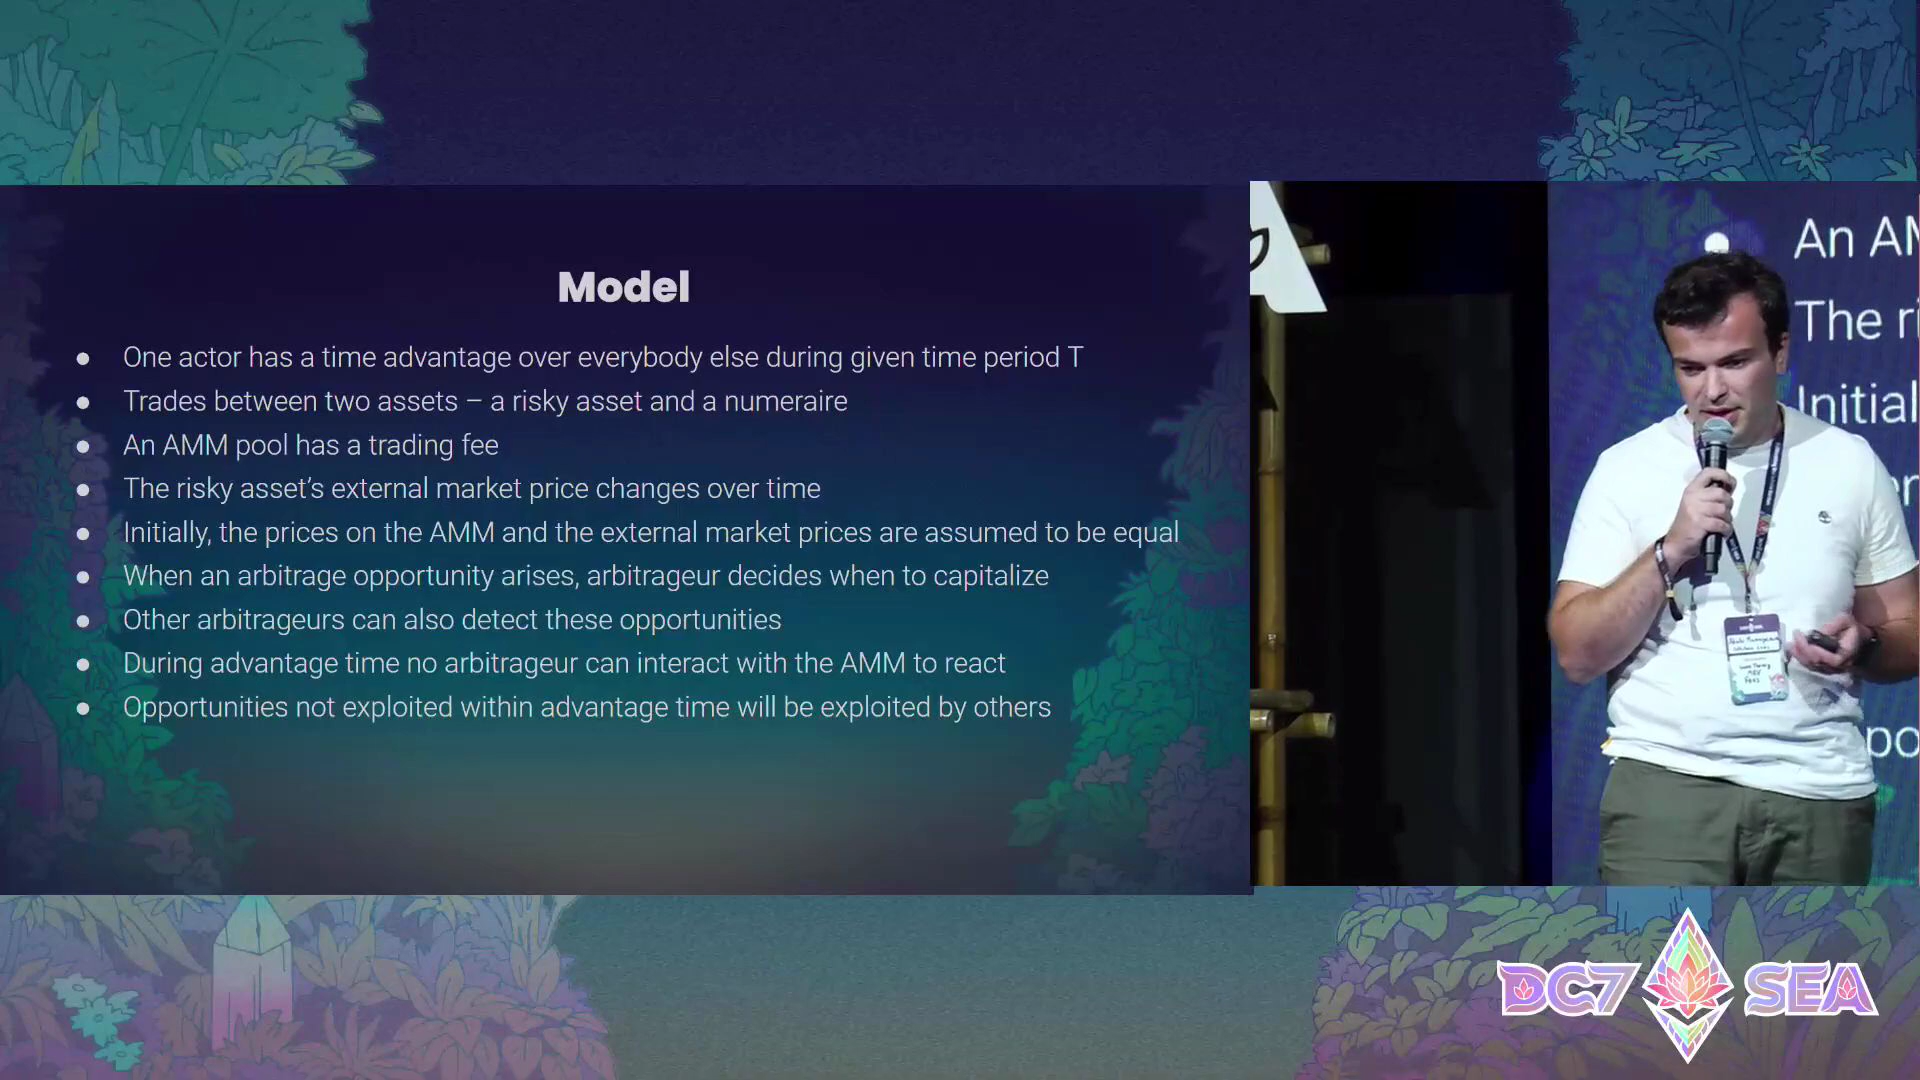 Model
● One actor has a time advantage over everybody else during given time period T
● Trades between two assets – a risky asset and a numeraire
● An AMM pool has a trading fee
● The risky asset’s external market price changes over time
● Initially, the prices on the AMM and the external market prices are assumed to be equal
● When an arbitrage opportunity arises, arbitrageur decides when to capitalize
● Other arbitrageurs can also detect these opportunities
● During advantage time no arbitrageur can interact with the AMM to react
● Opportunities not exploited within advantage time will be exploited by others
An AM
The ri
Initial
po
DC7 SEA